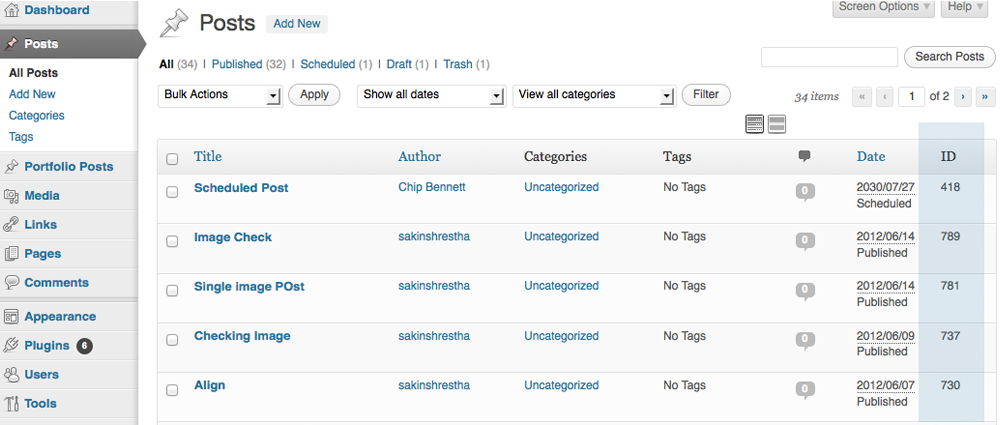 Dashboard
Posts
All Posts
Add New
Categories
Tags
Portfolio Posts
Media
Links
Pages
Comments
Appearance
Plugins 6
Users
Tools
Screen Options Help
Posts Add New
All (34) | Published (32) | Scheduled (1) | Draft (1) | Trash (1)
Search Posts
Bulk Actions Apply Show all dates View all categories Filter
34 items « ‹ 1 of 2 › »
Title Author Categories Tags Date ID
Scheduled Post Chip Bennett Uncategorized No Tags 0 2030/07/27 418
Scheduled
Image Check sakinshrestha Uncategorized No Tags 0 2012/06/14 789
Published
Single image POst sakinshrestha Uncategorized No Tags 0 2012/06/14 781
Published
Checking Image sakinshrestha Uncategorized No Tags 0 2012/06/09 737
Published
Align sakinshrestha Uncategorized No Tags 0 2012/06/07 730
Published